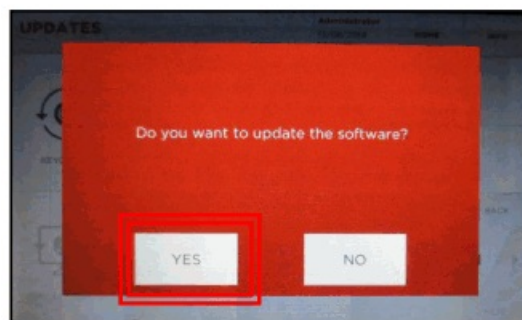 UPDATES
Administrator
Do you want to update the software?
YES
NO